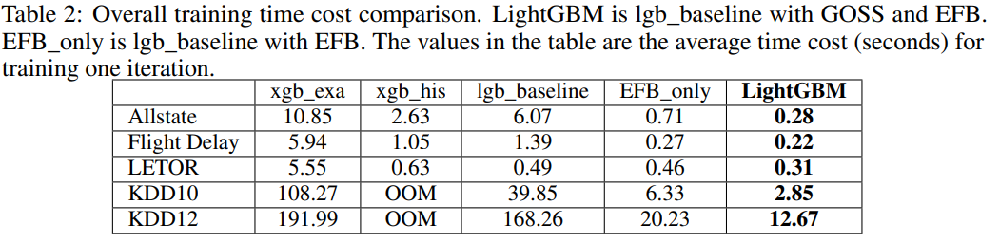 Table 2: Overall training time cost comparison. LightGBM is lgb_baseline with GOSS and EFB.
EFB_only is lgb_baseline with EFB. The values in the table are the average time cost (seconds) for
training one iteration.
xgb_exa xgb_his lgb_baseline EFB_only LightGBM
Allstate 10.85 2.63 6.07 0.71 0.28
Flight Delay 5.94 1.05 1.39 0.27 0.22
LETOR 5.55 0.63 0.49 0.46 0.31
KDD10 108.27 OOM 39.85 6.33 2.85
KDD12 191.99 OOM 168.26 20.23 12.67